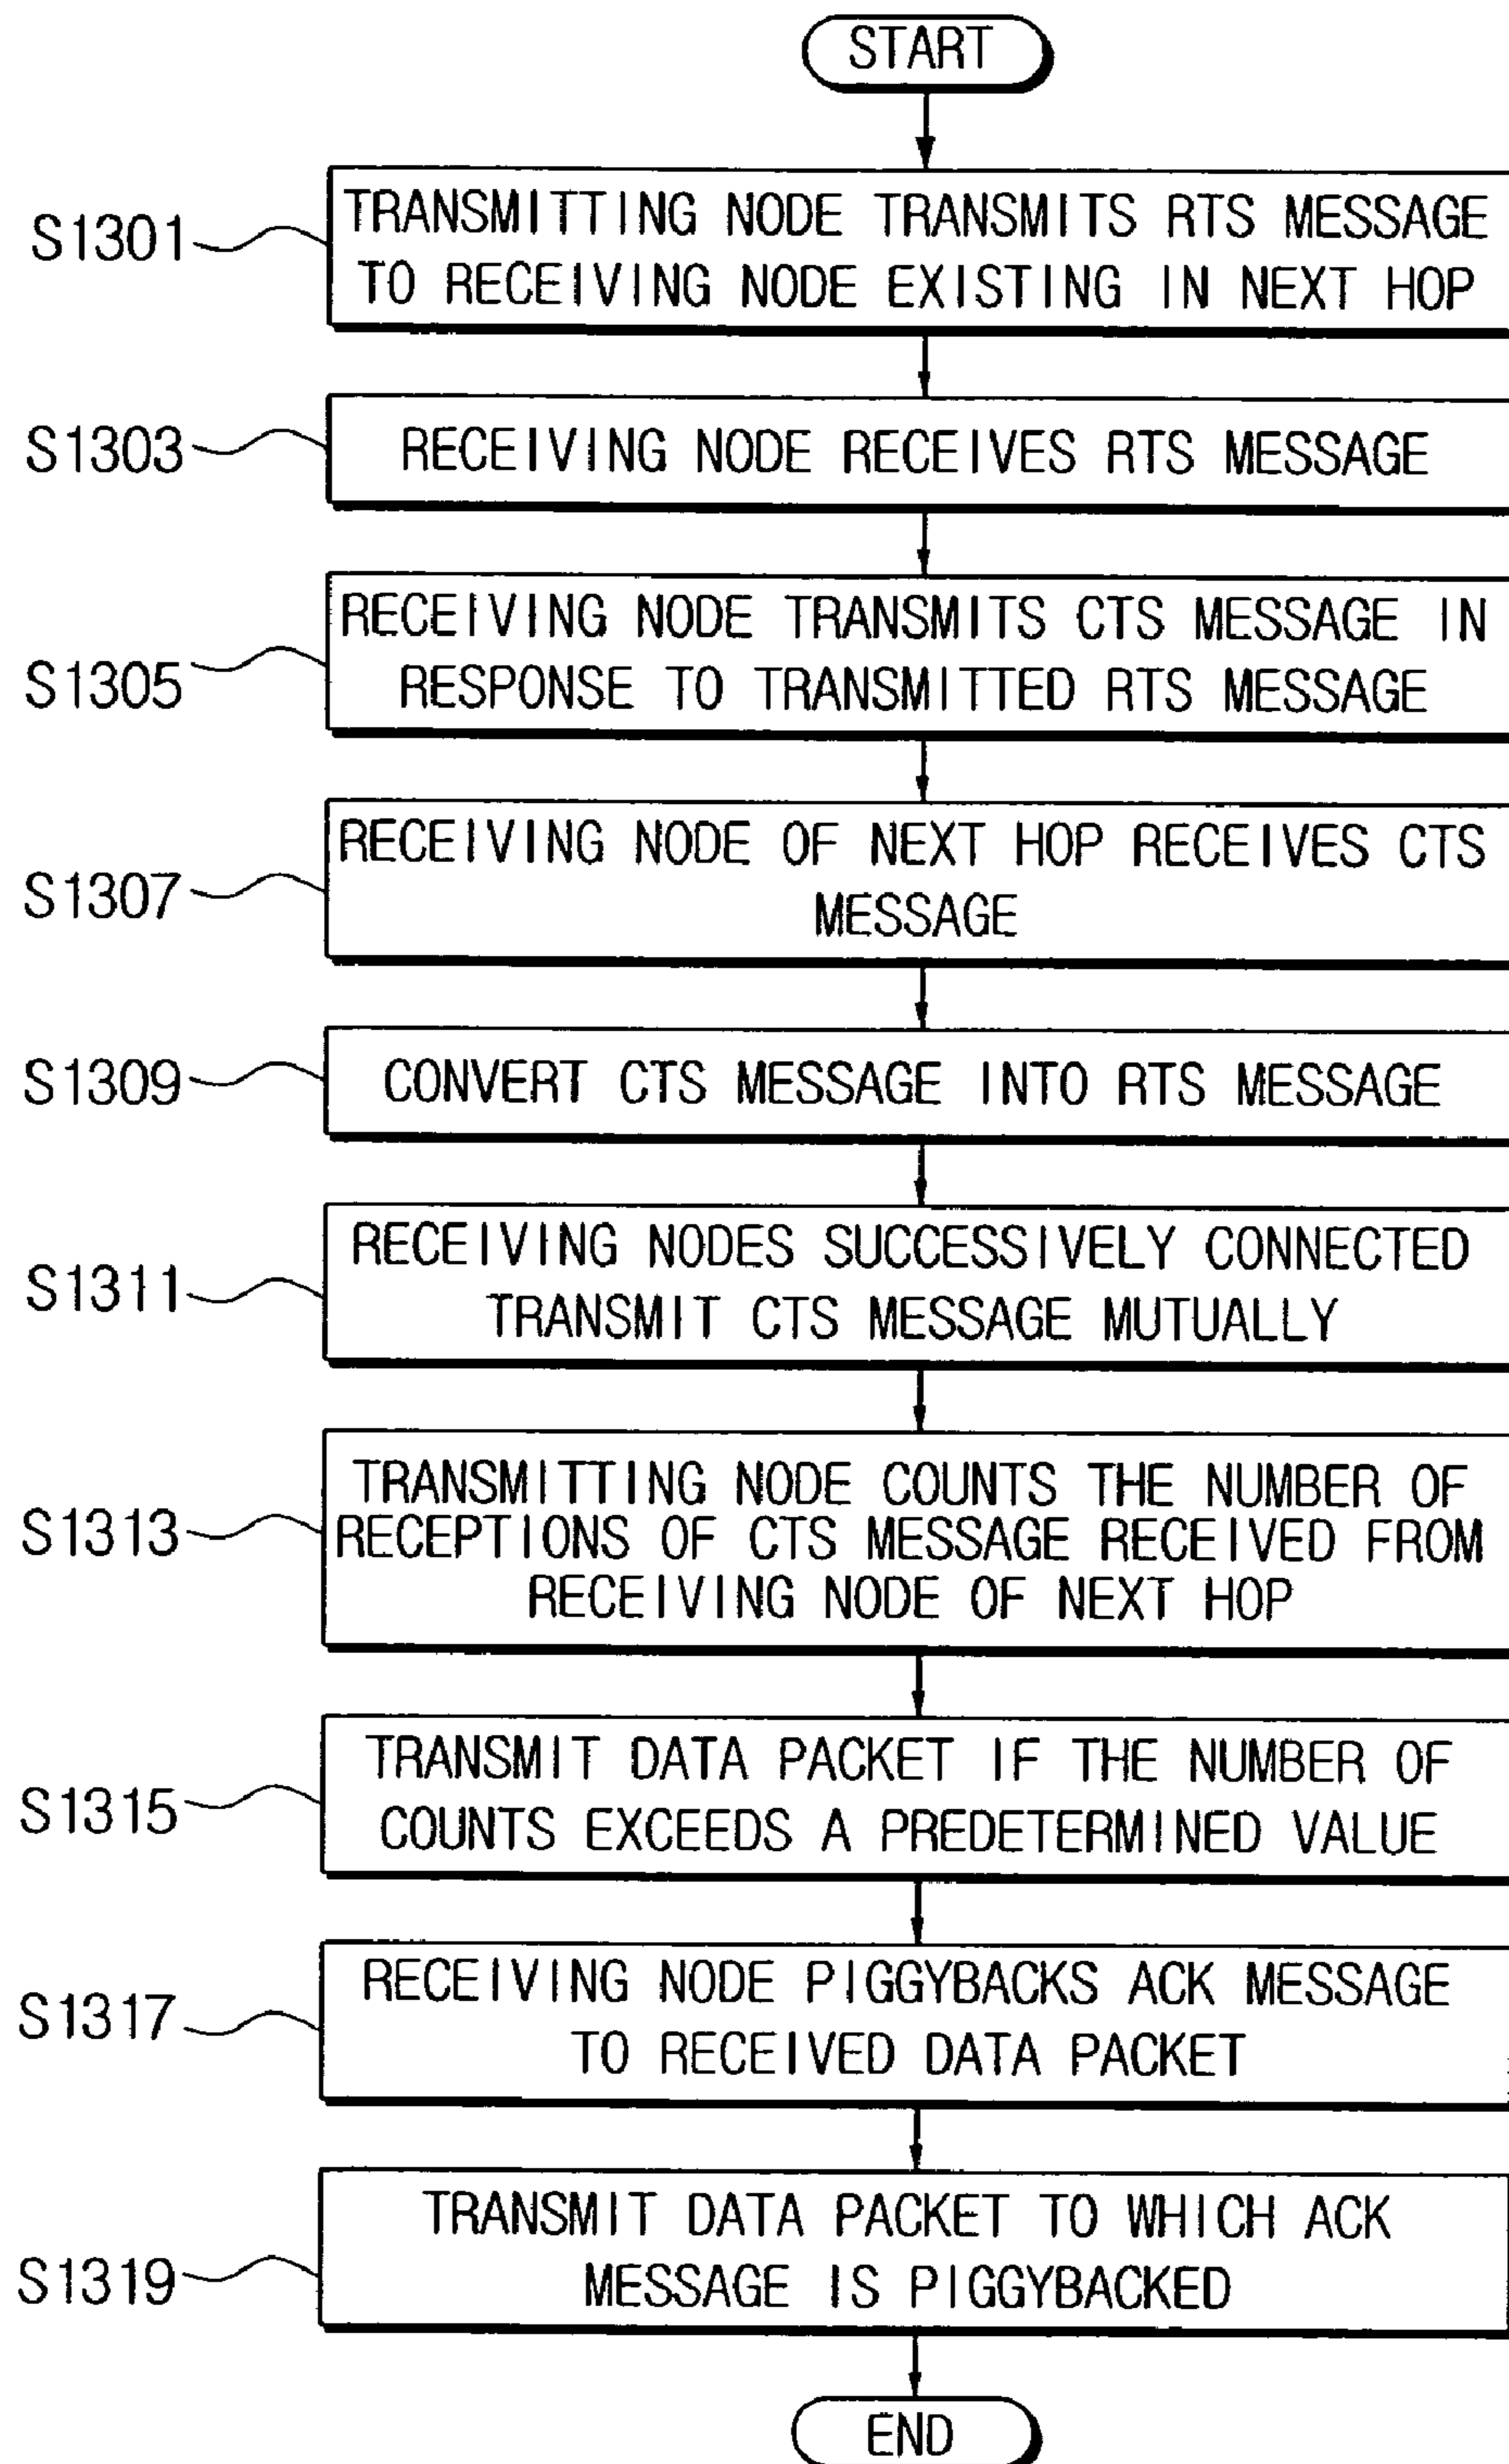 START
S1301
TRANSMITTING NODE TRANSMITS RTS MESSAGE
TO RECEIVING NODE EXISTING IN NEXT HOP
S1303
RECEIVING NODE RECEIVES RTS MESSAGE
S1305
RECEIVING NODE TRANSMITS CTS MESSAGE IN
RESPONSE TO TRANSMITTED RTS MESSAGE
S1307
RECEIVING NODE OF NEXT HOP RECEIVES CTS
MESSAGE
S1309
CONVERT CTS MESSAGE INTO RTS MESSAGE
S1311
RECEIVING NODES SUCCESSIVELY CONNECTED
TRANSMIT CTS MESSAGE MUTUALLY
S1313
TRANSMITTING NODE COUNTS THE NUMBER OF
RECEPTIONS OF CTS MESSAGE RECEIVED FROM
RECEIVING NODE OF NEXT HOP
S1315
TRANSMIT DATA PACKET IF THE NUMBER OF
COUNTS EXCEEDS A PREDETERMINED VALUE
S1317
RECEIVING NODE PIGGYBACKS ACK MESSAGE
TO RECEIVED DATA PACKET
S1319
TRANSMIT DATA PACKET TO WHICH ACK
MESSAGE IS PIGGYBACKED
END